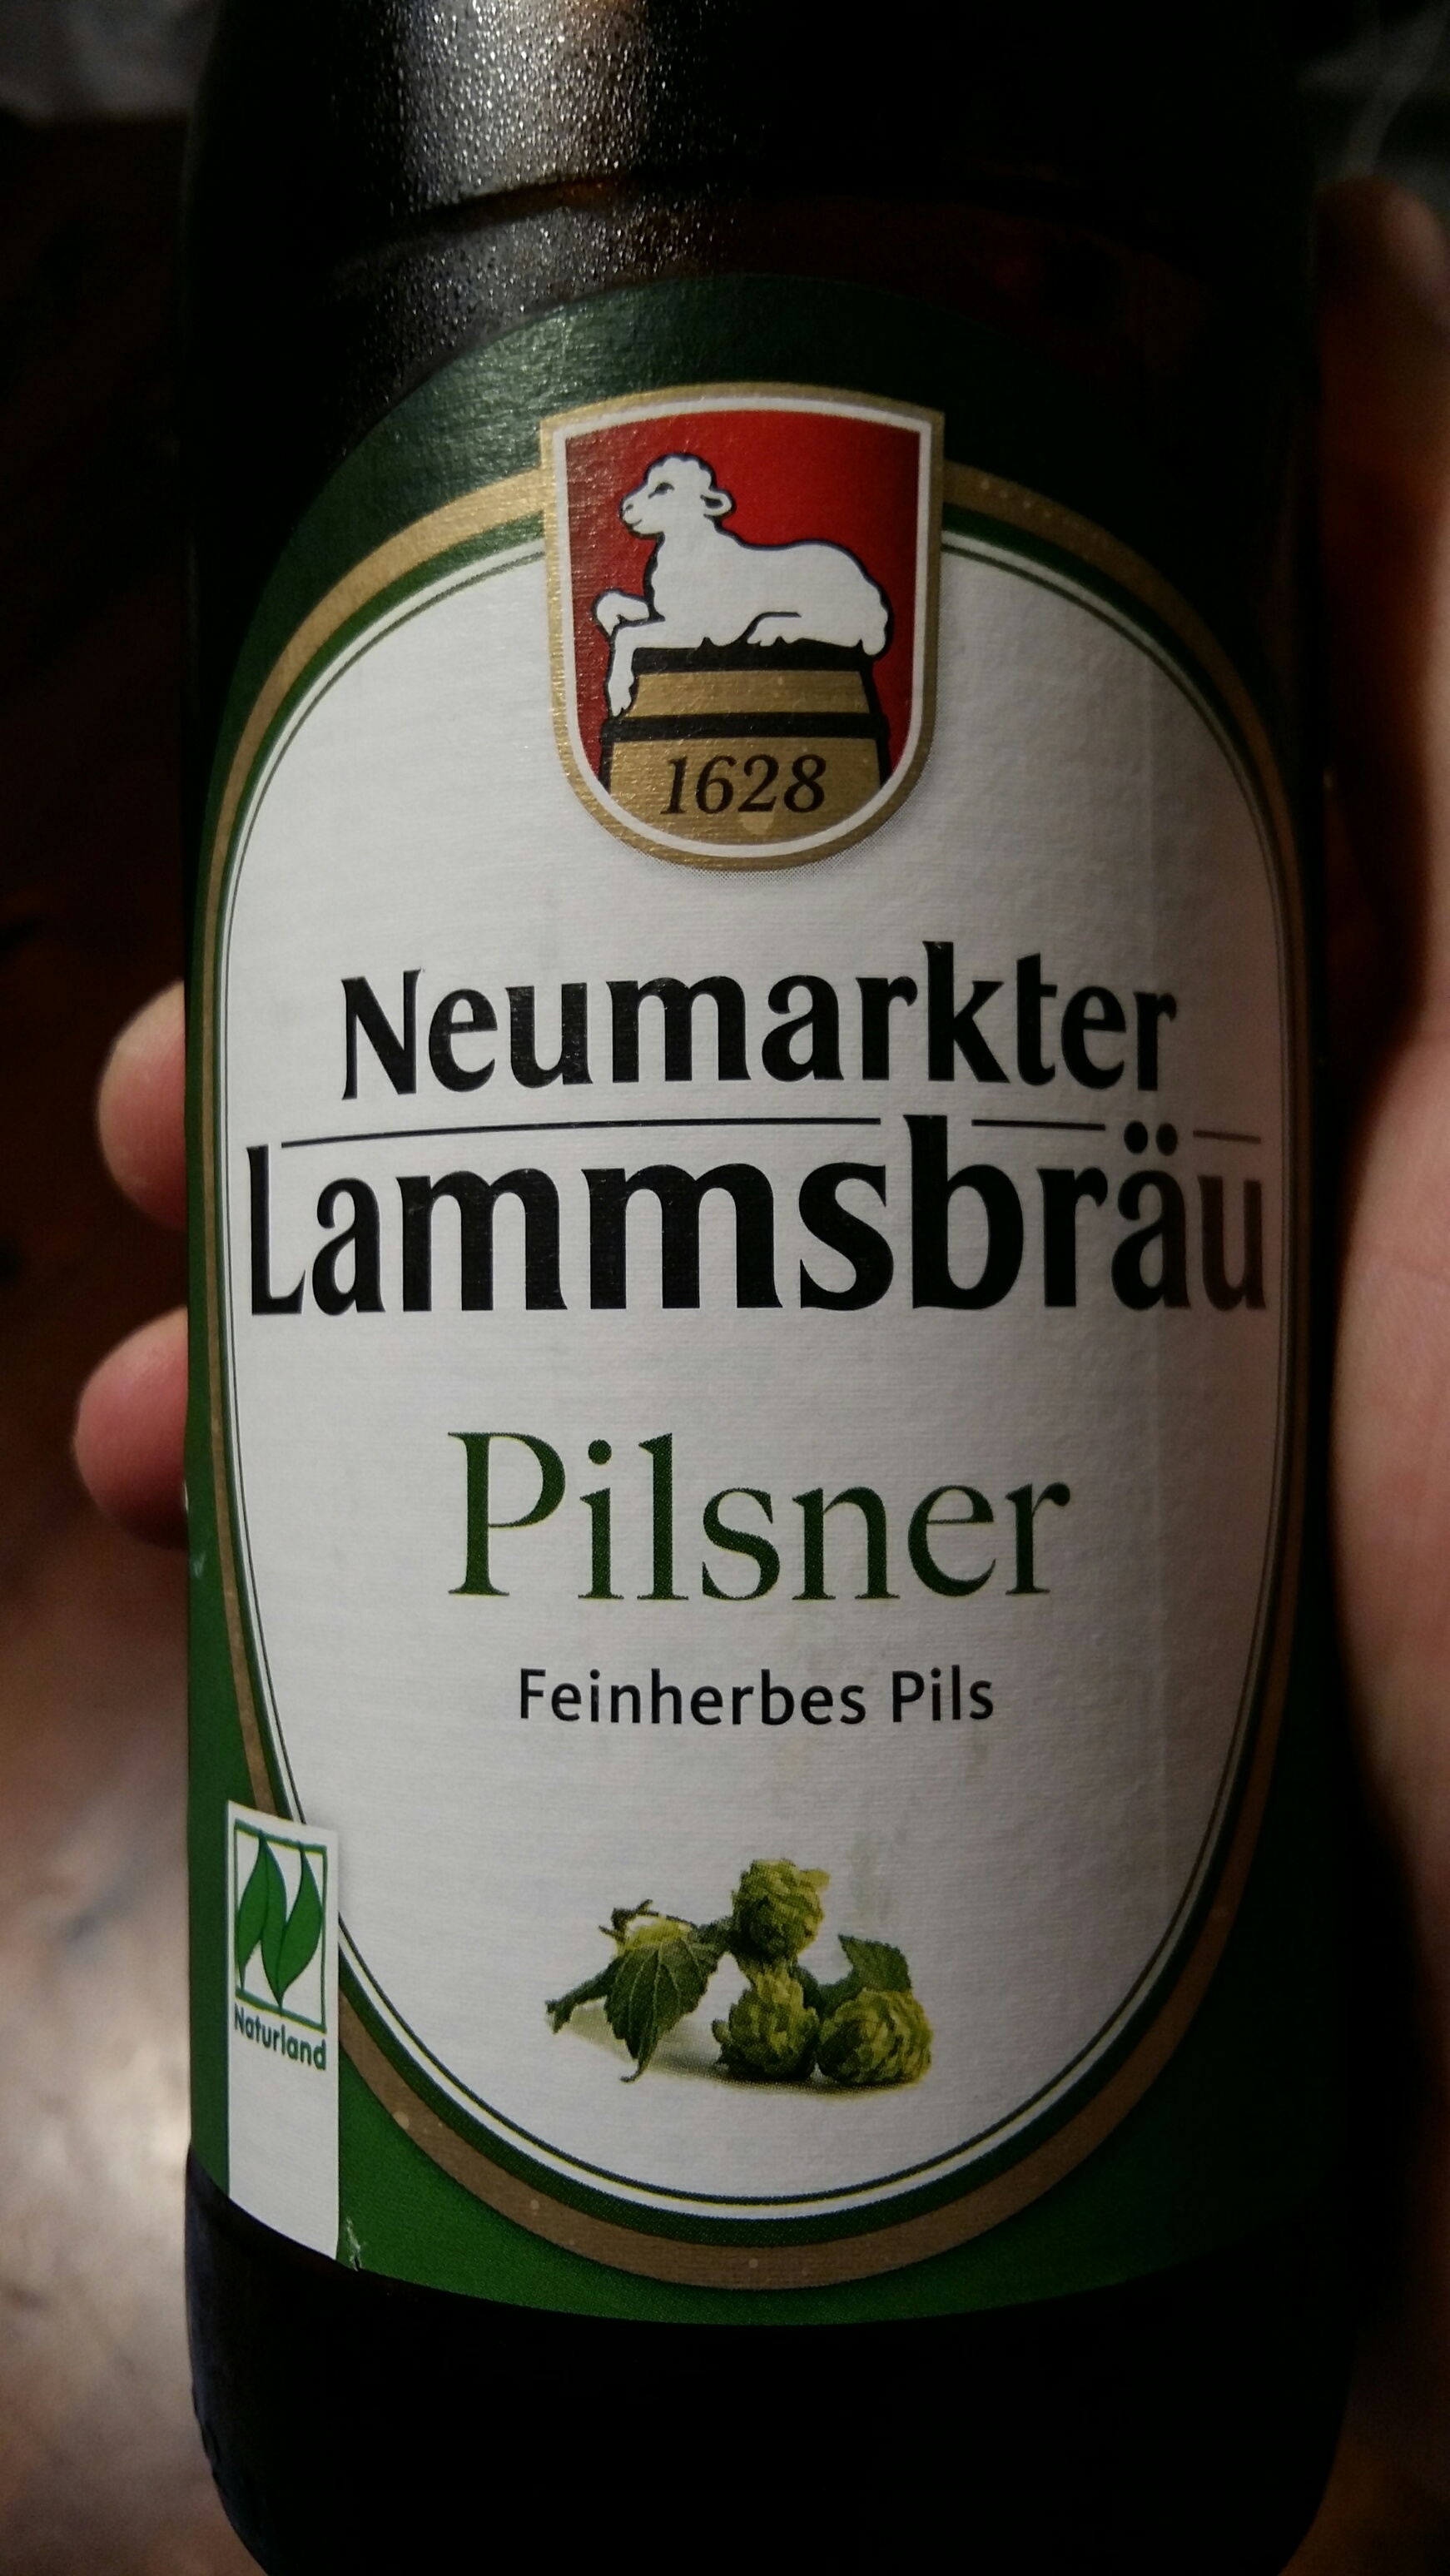 1628
Neumarkter
Lammsbräu
Pilsner
Feinherbes Pils
Naturland